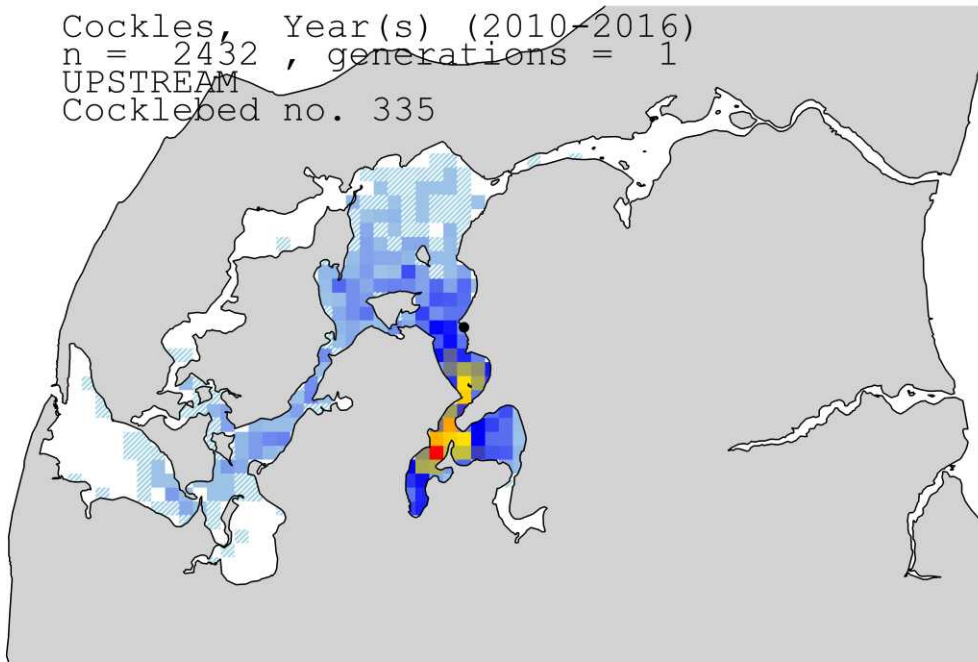 Cockles,  Year(s) (2010-2016)
n =  2432 , generations =  1
UPSTREAM
Cocklebed no. 335